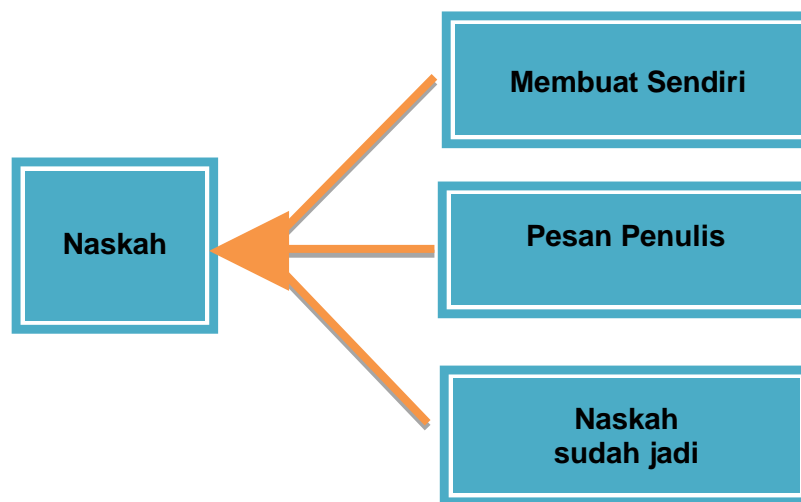 Membuat Sendiri
Naskah
Pesan Penulis
Naskah
sudah jadi